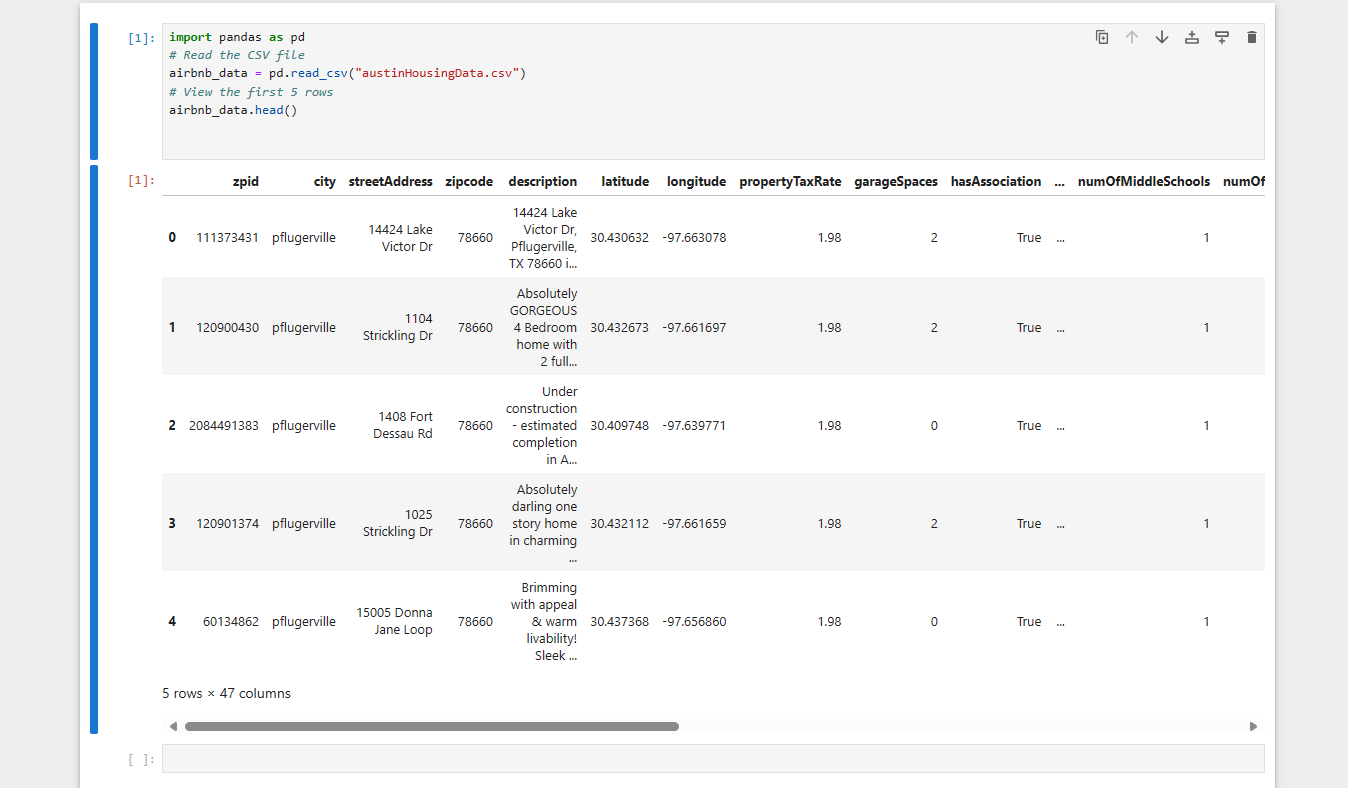 [1]:
import pandas as pd
# Read the CSV file
airbnb_data = pd.read_csv("austinHousingData.csv")
# View the first 5 rows
airbnb_data.head()
[1]:
zpid city streetAddress zipcode description latitude longitude propertyTaxRate garageSpaces hasAssociation ... numOfMiddleSchools numOf
0 111373431 pflugerville 14424 Lake Victor Dr 78660 14424 Lake Victor Dr, Pflugerville, TX 78660 i... 30.430632 -97.663078 1.98 2 True ... 1
1 120900430 pflugerville 1104 Strickling Dr 78660 Absolutely GORGEOUS 4 Bedroom home with 2 full... 30.432673 -97.661697 1.98 2 True ... 1
2 2084491383 pflugerville 1408 Fort Dessau Rd 78660 Under construction - estimated completion in A... 30.409748 -97.639771 1.98 0 True ... 1
3 120901374 pflugerville 1025 Strickling Dr 78660 Absolutely darling one story home in charming ... 30.432112 -97.661659 1.98 2 True ... 1
4 60134862 pflugerville 15005 Donna Jane Loop 78660 Brimming with appeal & warm livability! Sleek ... 30.437368 -97.656860 1.98 0 True ... 1
5 rows × 47 columns
[ ]: